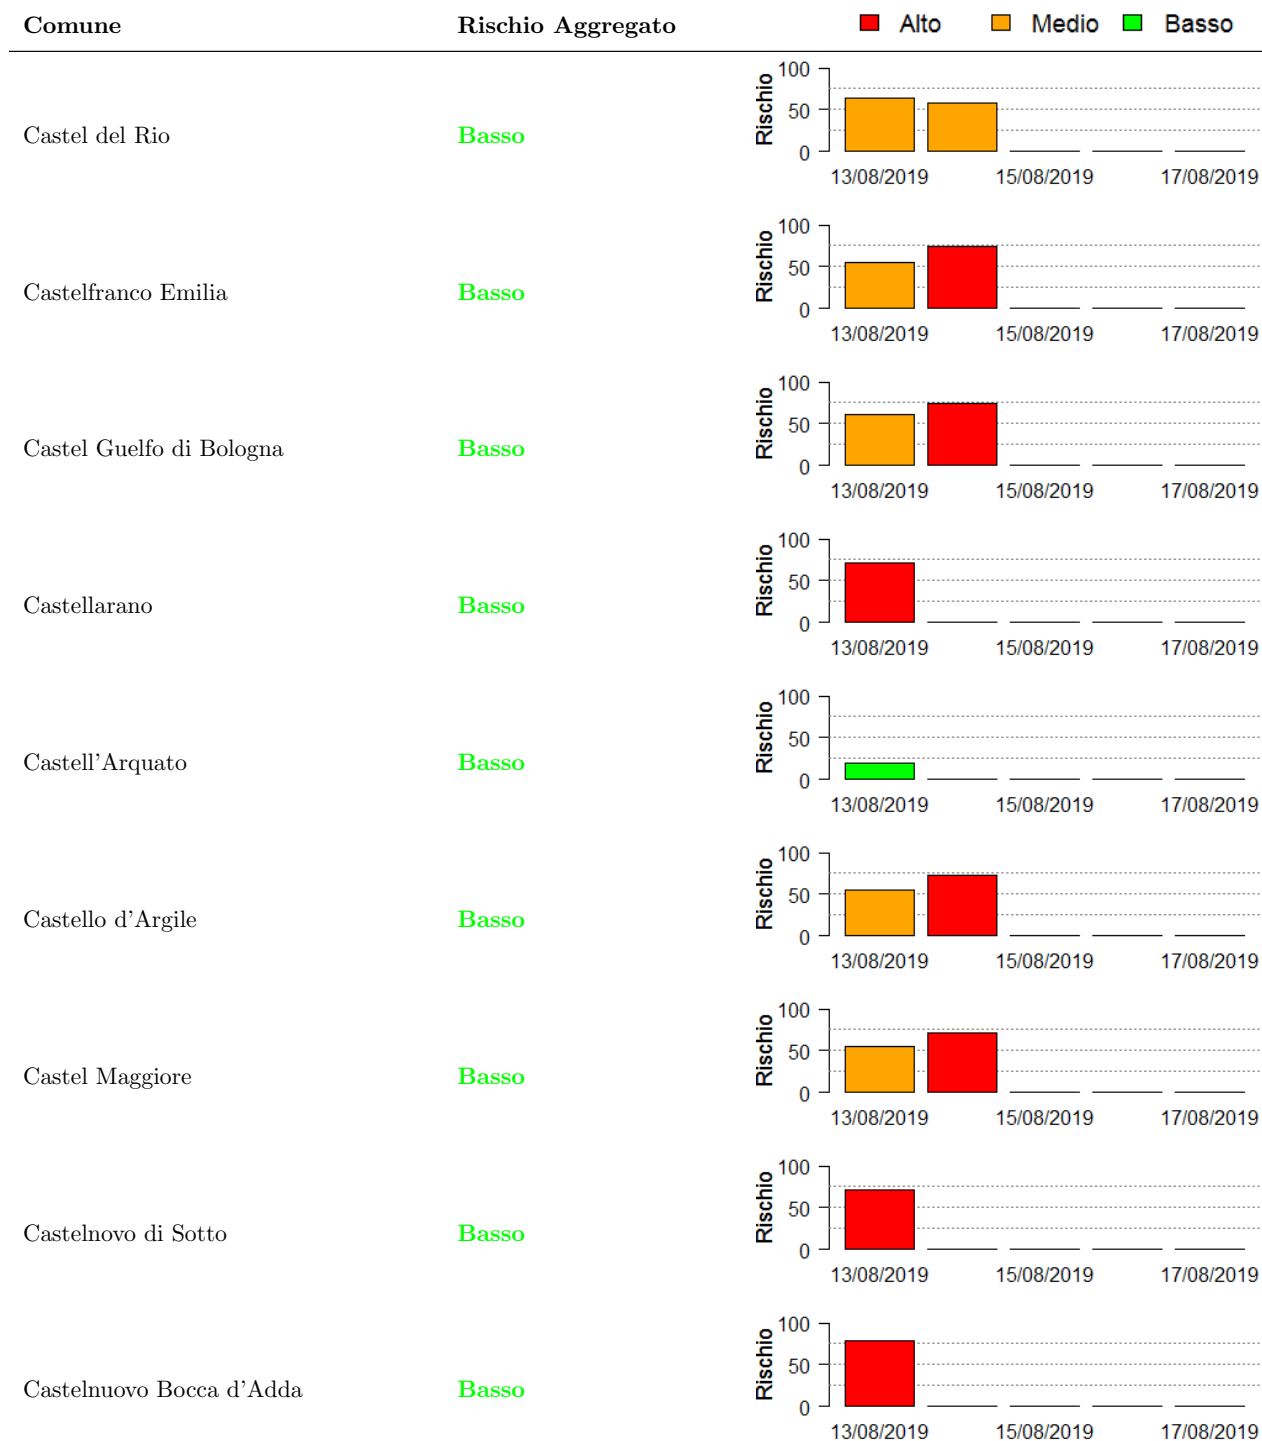 Comune Rischio Aggregato Alto Medio Basso
Castel del Rio Basso
Rischio
100
50
0
13/08/2019 15/08/2019 17/08/2019
Castelfranco Emilia Basso
Rischio
100
50
0
13/08/2019 15/08/2019 17/08/2019
Castel Guelfo di Bologna Basso
Rischio
100
50
0
13/08/2019 15/08/2019 17/08/2019
Castellarano Basso
Rischio
100
50
0
13/08/2019 15/08/2019 17/08/2019
Castell'Arquato Basso
Rischio
100
50
0
13/08/2019 15/08/2019 17/08/2019
Castello d'Argile Basso
Rischio
100
50
0
13/08/2019 15/08/2019 17/08/2019
Castel Maggiore Basso
Rischio
100
50
0
13/08/2019 15/08/2019 17/08/2019
Castelnovo di Sotto Basso
Rischio
100
50
0
13/08/2019 15/08/2019 17/08/2019
Castelnuovo Bocca d'Adda Basso
Rischio
100
50
0
13/08/2019 15/08/2019 17/08/2019